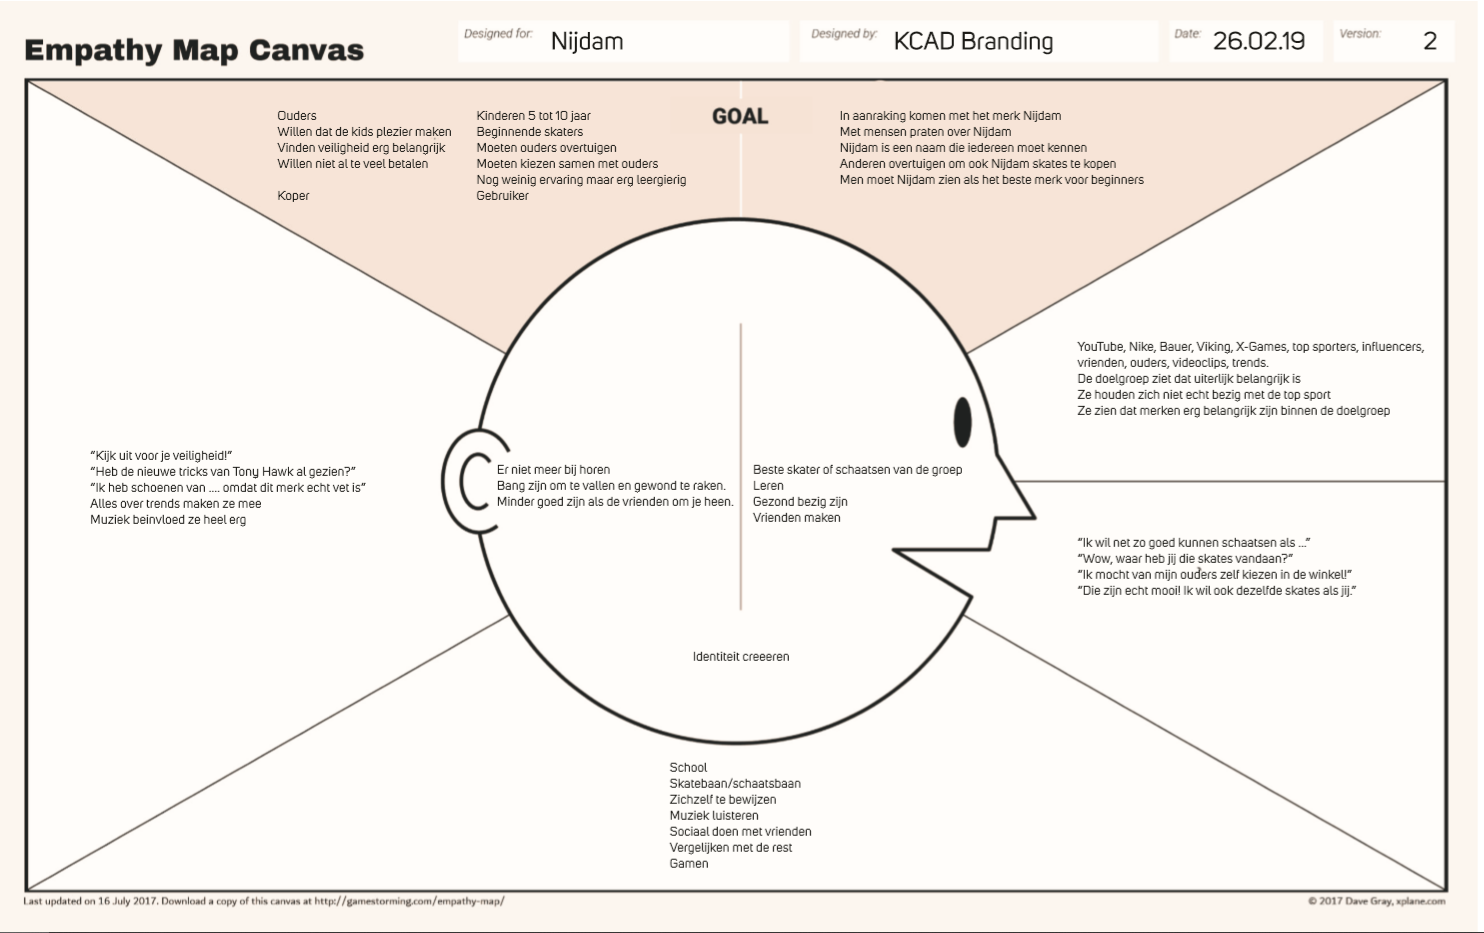 Empathy Map Canvas
Designed for: Nijdam
Designed by: KCAD Branding
Date: 26.02.19
Version: 2
GOAL
Ouders
Willen dat de kids plezier maken
Vinden veiligheid erg belangrijk
Willen niet al te veel betalen
Koper
Kinderen 5 tot 10 jaar
Beginnende skaters
Moeten ouders overtuigen
Moeten kiezen samen met ouders
Nog weinig ervaring maar erg leergierig
Gebruiker
In aanraking komen met het merk Nijdam
Met mensen praten over Nijdam
Nijdam is een naam die iedereen moet kennen
Anderen overtuigen om ook Nijdam skates te kopen
Men moet Nijdam zien als het beste merk voor beginners
YouTube, Nike, Bauer, Viking, X-Games, top sporters, influencers,
vrienden, ouders, videoclips, trends.
De doelgroep ziet dat uiterlijk belangrijk is
Ze houden zich niet echt bezig met de top sport
Ze zien dat merken erg belangrijk zijn binnen de doelgroep
"Kijk uit voor je veiligheid!"
"Heb de nieuwe tricks van Tony Hawk al gezien?"
"Ik heb schoenen van .... omdat dit merk echt vet is"
Alles over trends maken ze mee
Muziek beinvloed ze heel erg
Er niet meer bij horen
Bang zijn om te vallen en gewond te raken.
Minder goed zijn als de vrienden om je heen.
Beste skater of schaatsen van de groep
Leren
Gezond bezig zijn
Vrienden maken
"Ik wil net zo goed kunnen schaatsen als ..."
"Wow, waar heb jij die skates vandaan?"
"Ik mocht van mijn ouders zelf kiezen in de winkel!"
"Die zijn echt mooi! Ik wil ook dezelfde skates als jij."
Identiteit creeeren
School
Skatebaan/schaatsbaan
Zichzelf te bewijzen
Muziek luisteren
Sociaal doen met vrienden
Vergelijken met de rest
Gamen
Last updated on 16 July 2017. Download a copy of this canvas at http://gamestorming.com/empathy-map/
© 2017 Dave Gray, xplane.com